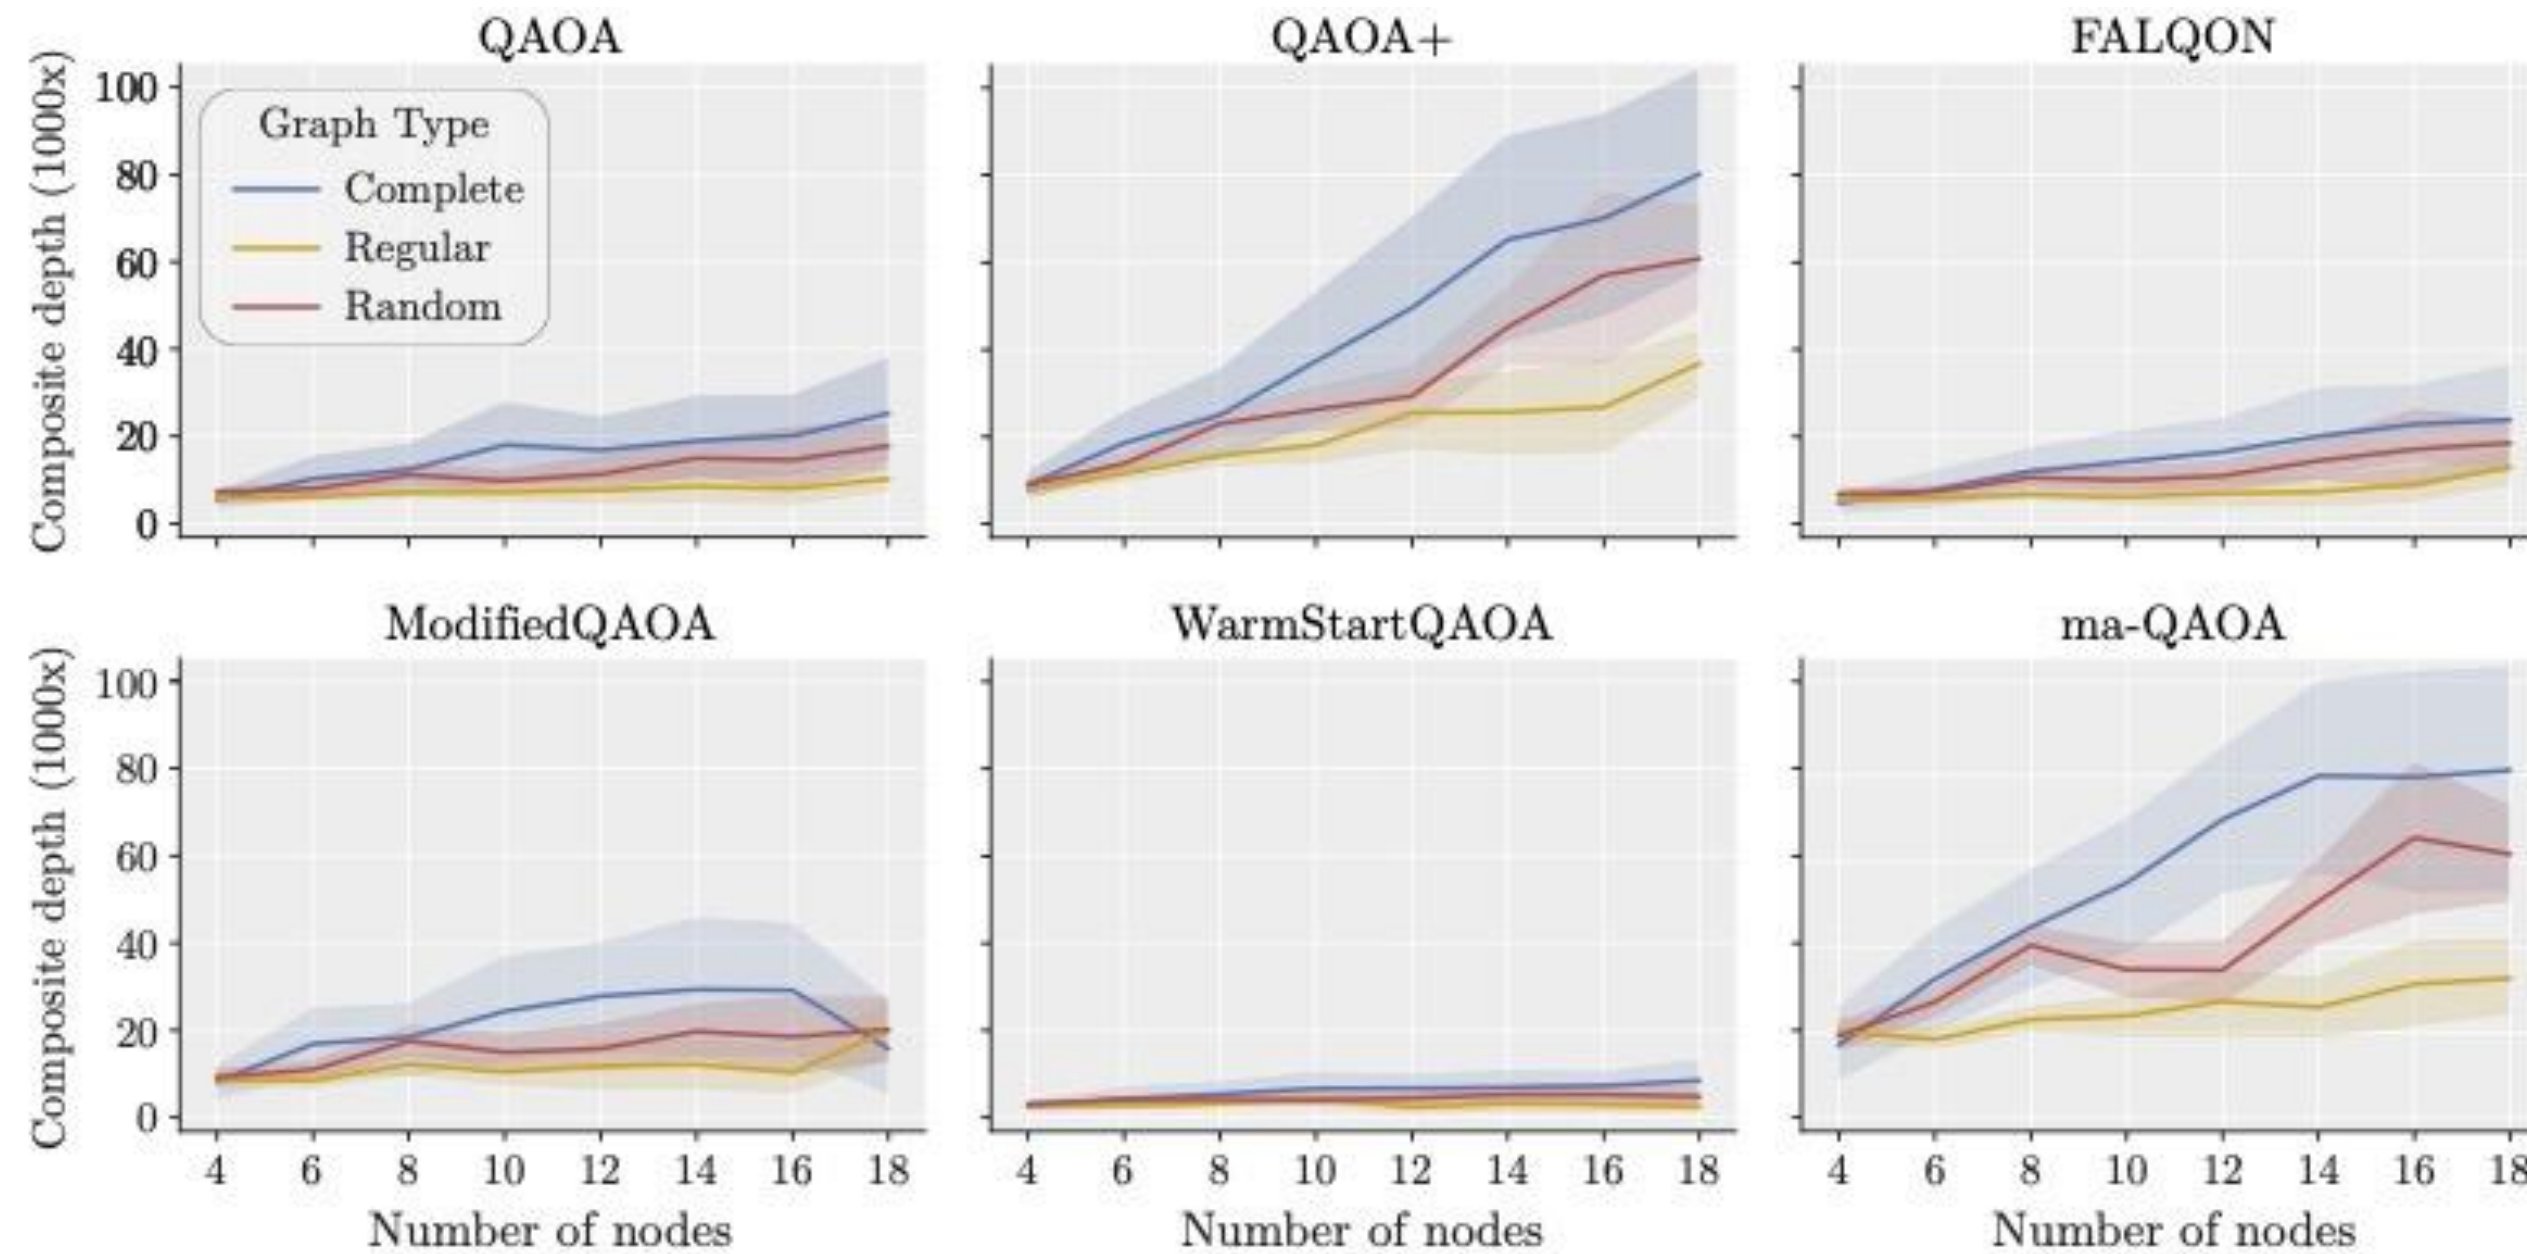 QAOA
QAOA+
FALQON
Composite depth (1000x)
100
80
60
40
20
0
Graph Type
Complete
Regular
Random
ModifiedQAOA
WarmStartQAOA
ma-QAOA
Composite depth (1000x)
100
80
60
40
20
0
4 6 8 10 12 14 16 18
4 6 8 10 12 14 16 18
4 6 8 10 12 14 16 18
Number of nodes
Number of nodes
Number of nodes